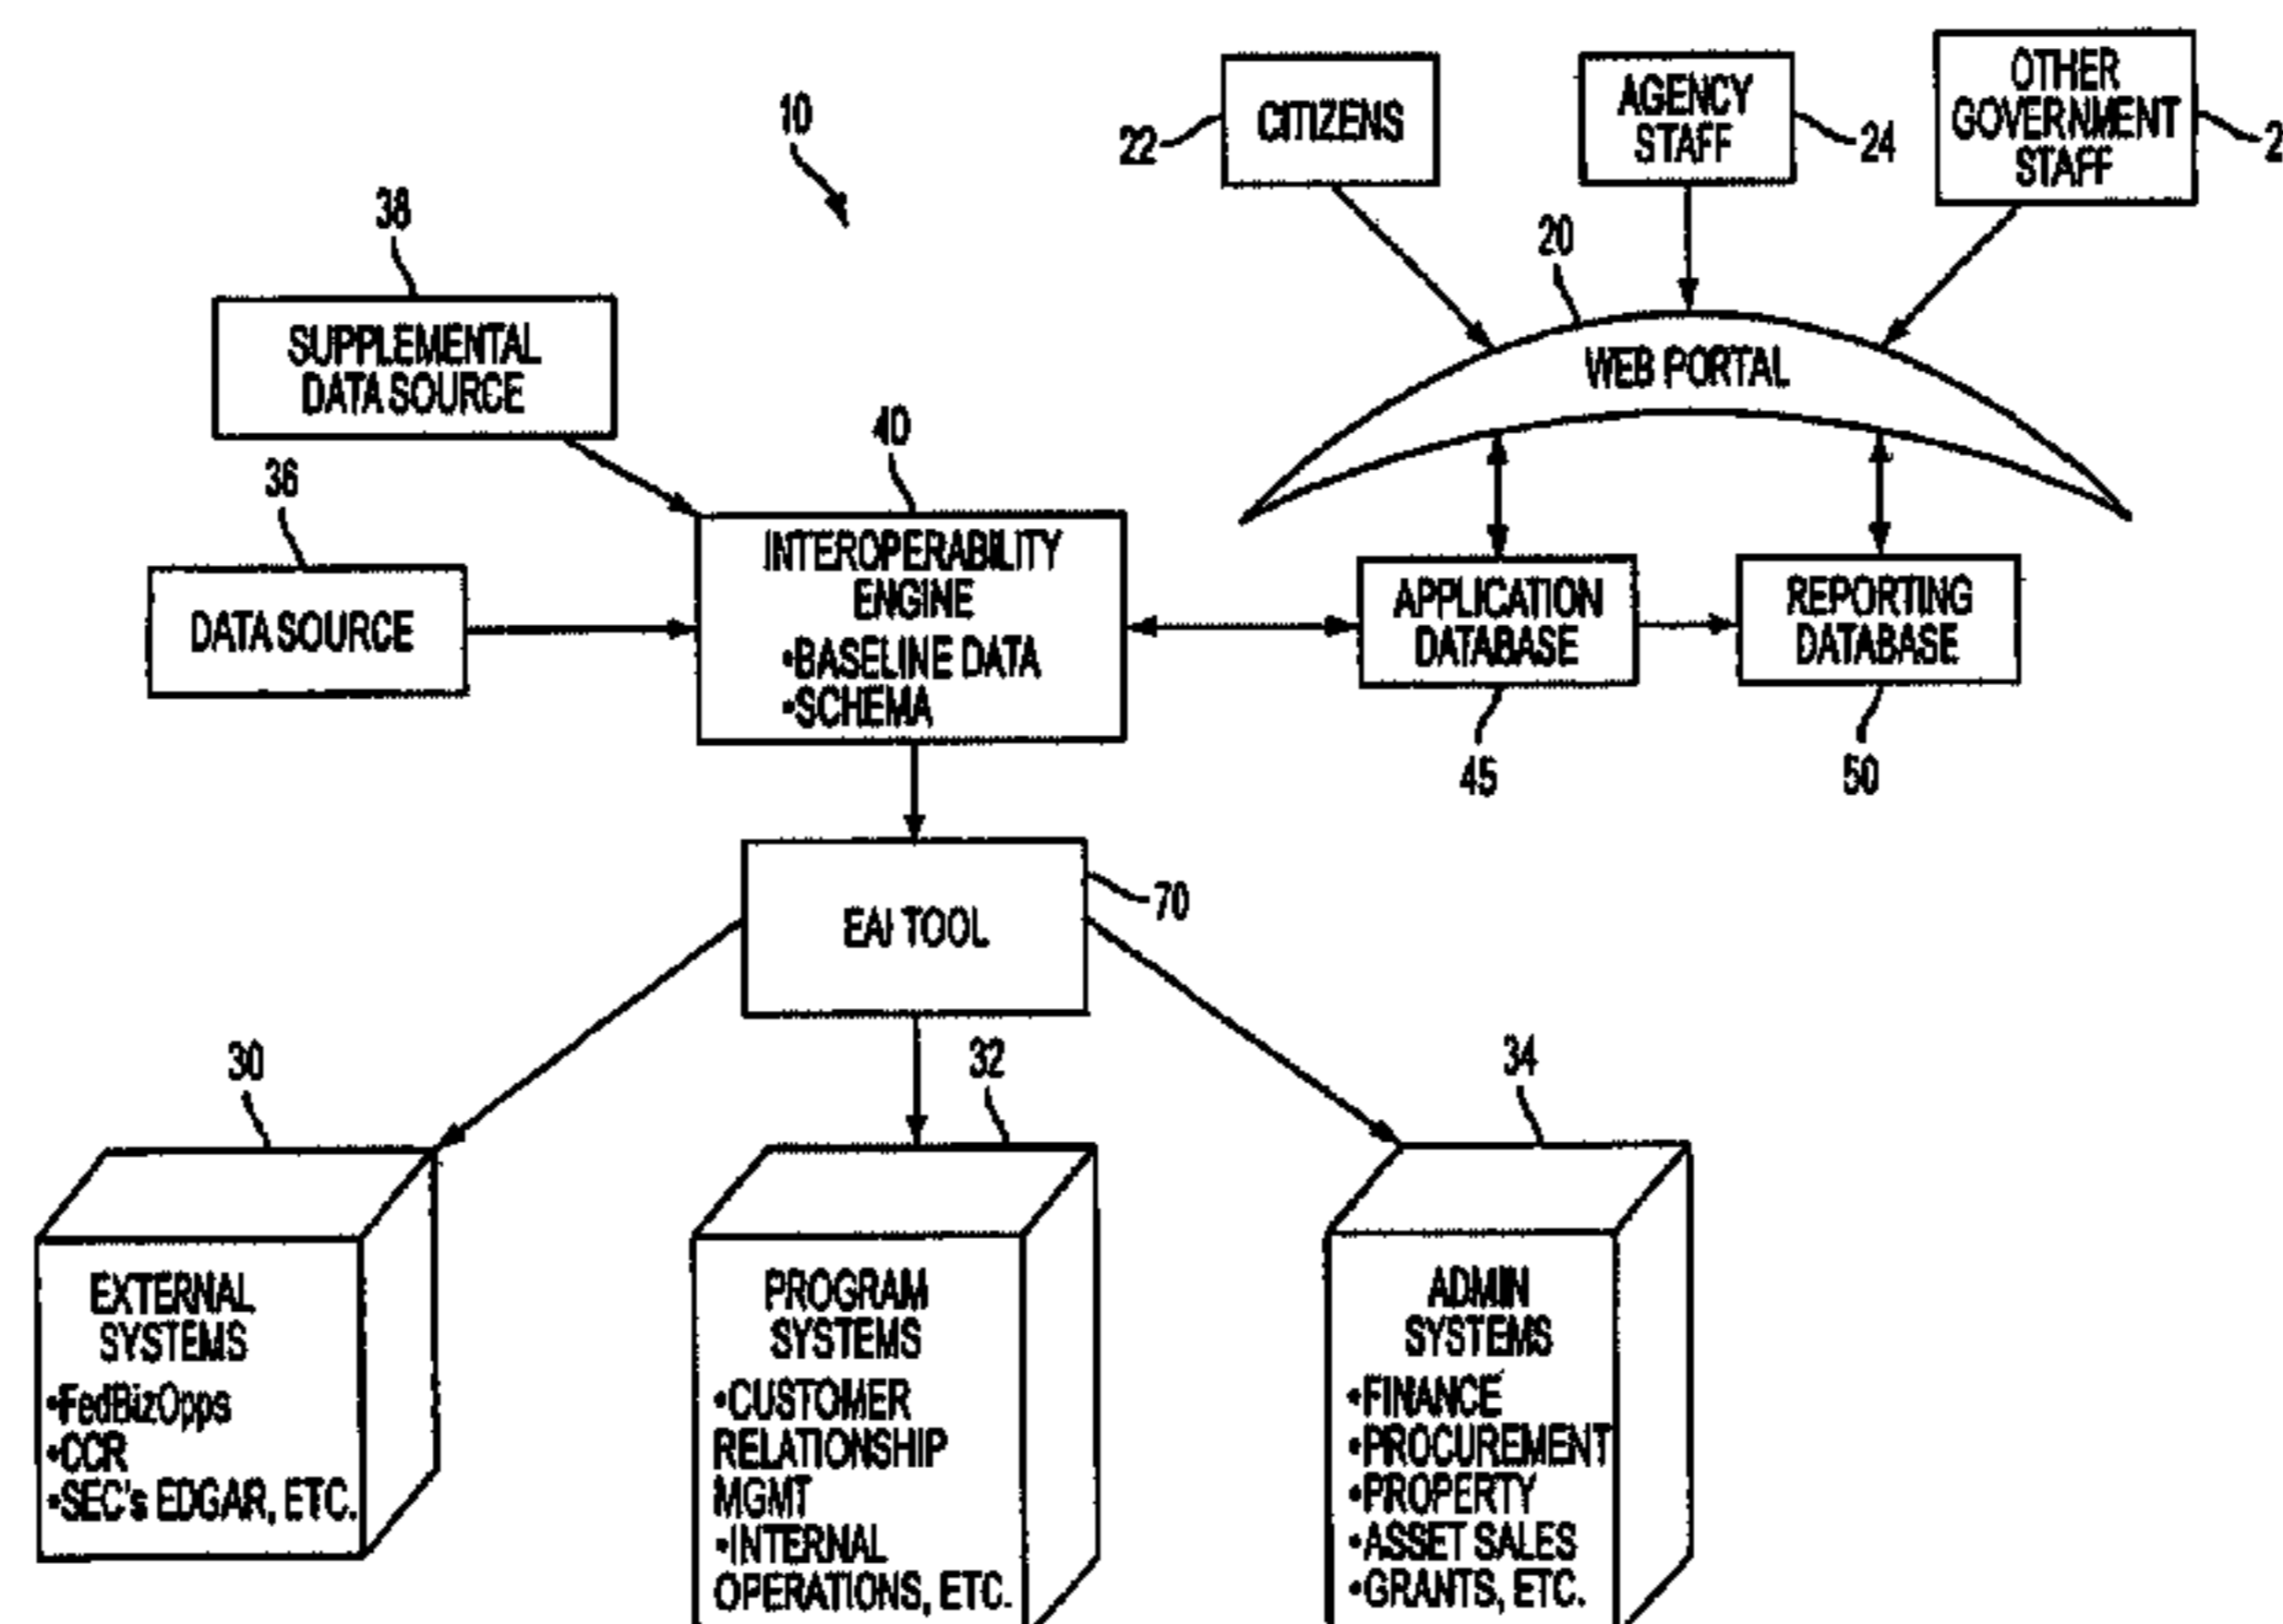 10
22
CITIZENS
AGENCY
STAFF
24
OTHER
GOVERNMENT
STAFF
38
SUPPLEMENTAL
DATA SOURCE
20
WEB PORTAL
36
DATA SOURCE
40
INTEROPERABILITY
ENGINE
•BASELINE DATA
•SCHEMA
APPLICATION
DATABASE
45
REPORTING
DATABASE
50
EAI TOOL
70
30
EXTERNAL
SYSTEMS
•FedBizOpps
•CCR
•SEC's EDGAR, ETC.
32
PROGRAM
SYSTEMS
•CUSTOMER
RELATIONSHIP
MGMT
•INTERNAL
OPERATIONS, ETC.
34
ADMIN
SYSTEMS
•FINANCE
•PROCUREMENT
•PROPERTY
•ASSET SALES
•GRANTS, ETC.